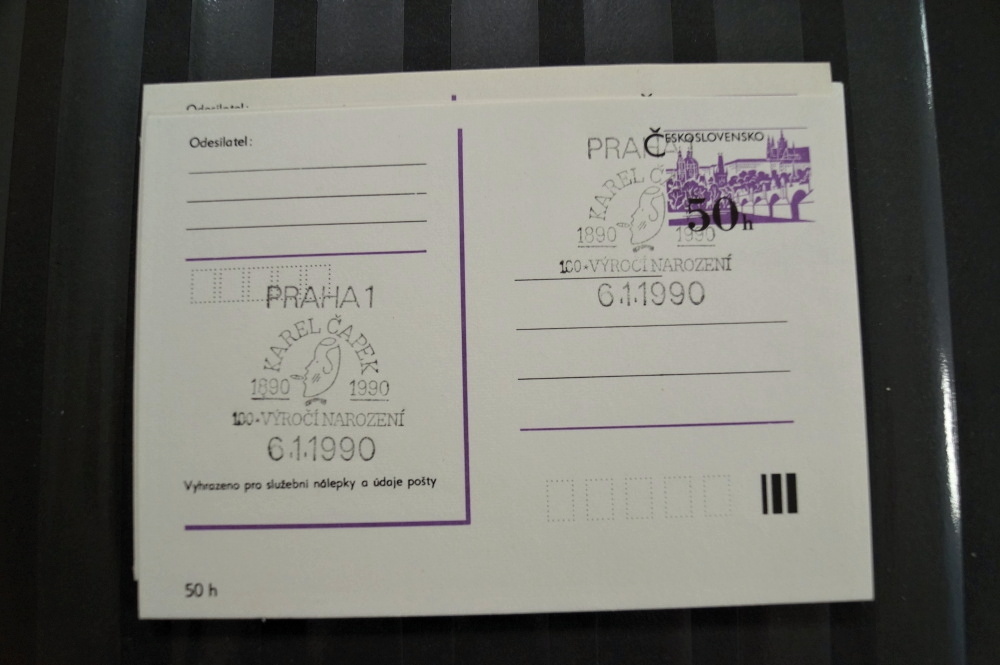 Odesilatel:
Odesilatel:
PRAHA 1
KAREL ČAPEK
1890 1990
100.VÝROČÍ NAROZENÍ
6.1.1990
Vyhrazeno pro služební nálepky a údaje pošty
50 h
PRAHA
ČESKOSLOVENSKO
KAREL Č
50 h
1890 1990
100.VÝROČÍ NAROZENÍ
6.1.1990